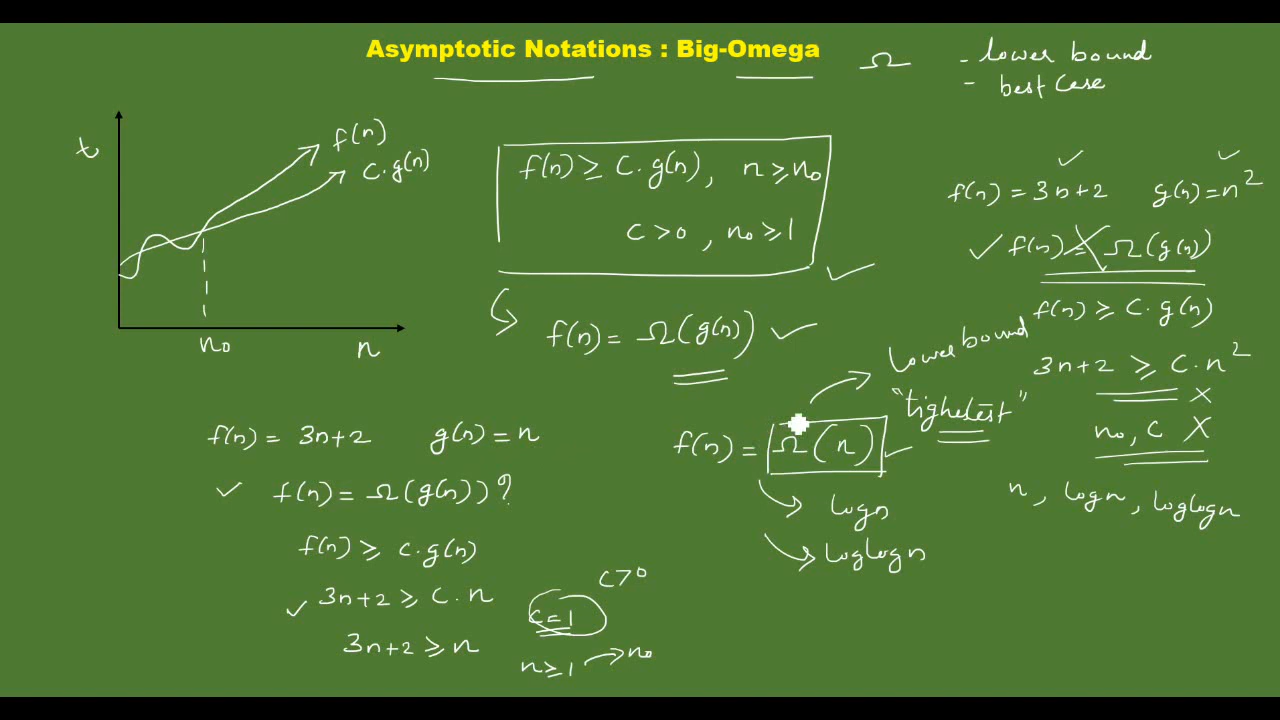 Asymptotic Notations : Big-Omega
Ω - lower bound
- best case
t
f(n)
c.g(n)
n₀
n
f(n) ≥ c.g(n), n ≥ n₀
c > 0, n₀ ≥ 1
f(n) = Ω(g(n))
f(n) = 3n+2 g(n) = n
f(n) = Ω(g(n))?
f(n) ≥ c.g(n)
3n+2 ≥ c.n
3n+2 ≥ n
c > 0
c = 1
n ≥ 1 → n₀
f(n) = Ω(n)
lower bound
"tighetest"
logn
loglogn
f(n) = 3n+2 g(n) = n²
f(n) = Ω(g(n))
f(n) ≥ c.g(n)
3n+2 ≥ c.n²
n₀, c X
n, logn, loglogn